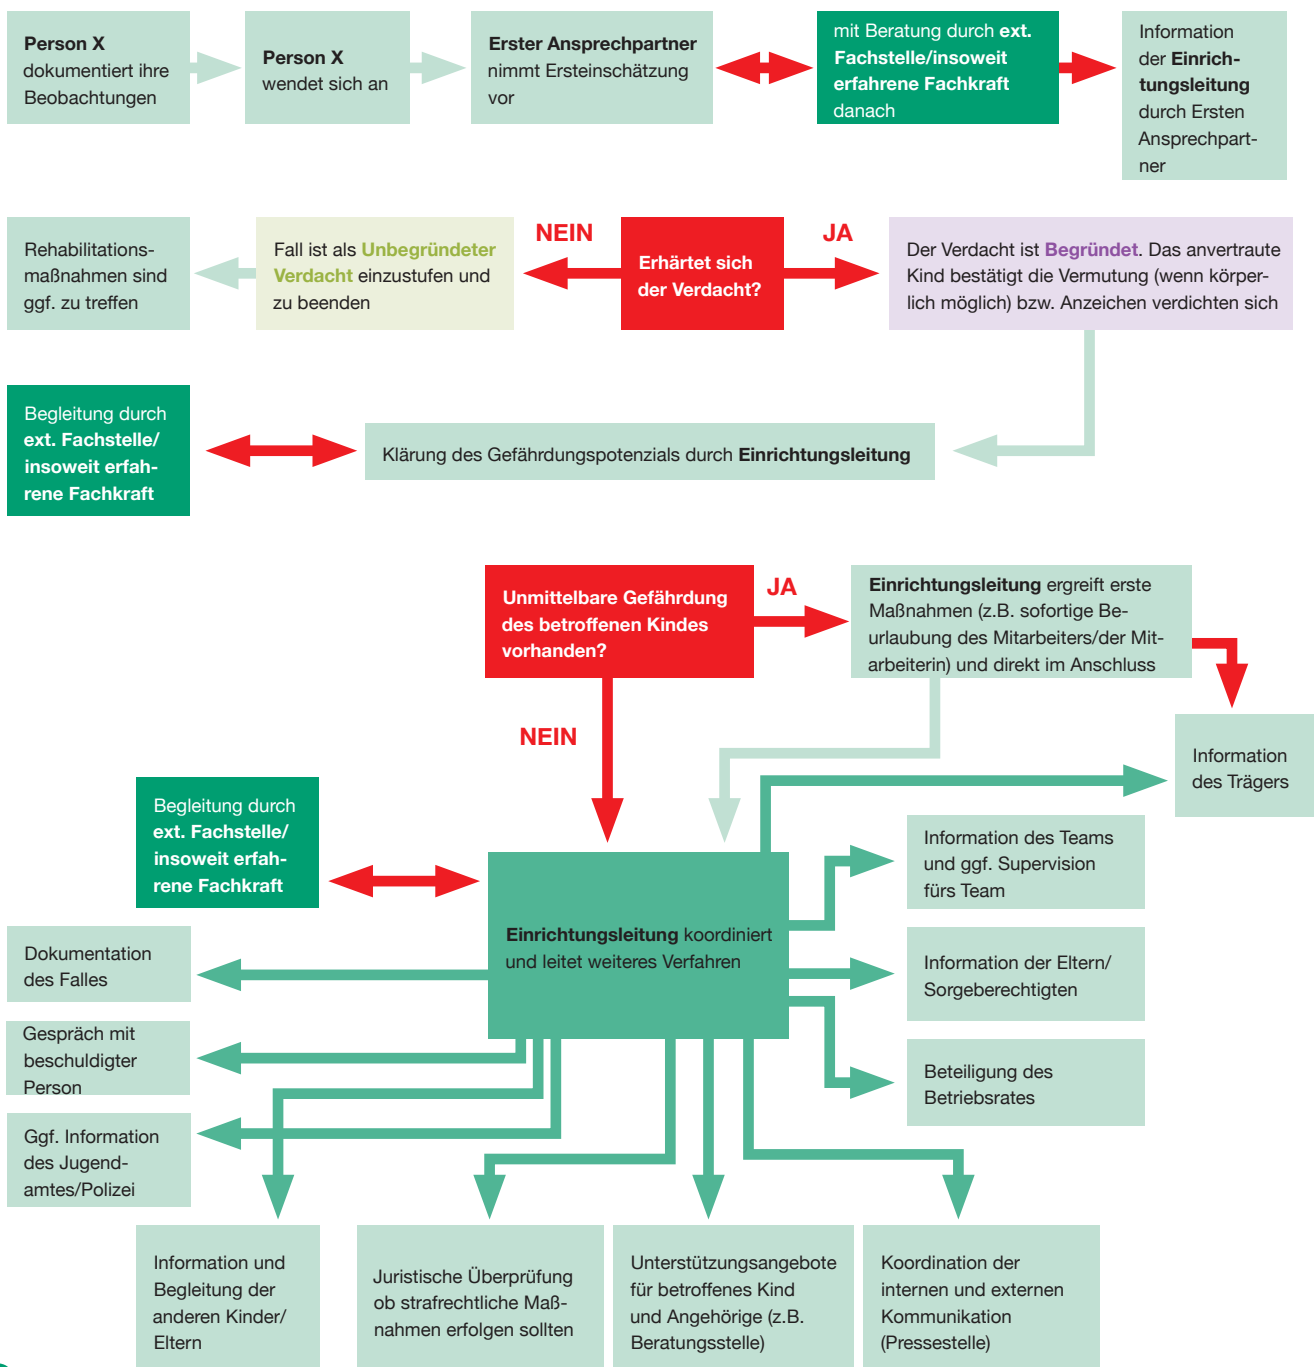 Person X
dokumentiert ihre
Beobachtungen
Person X
wendet sich an
Erster Ansprechpartner
nimmt Ersteinschätzung
vor
mit Beratung durch ext.
Fachstelle/insoweit
erfahrene Fachkraft
danach
Information
der Einrich-
tungsleitung
durch Ersten
Ansprechpart-
ner
Rehabilitations-
maßnahmen sind
ggf. zu treffen
Fall ist als Unbegründeter
Verdacht einzustufen und
zu beenden
NEIN
Erhärtet sich
der Verdacht?
JA
Der Verdacht ist Begründet. Das anvertraute
Kind bestätigt die Vermutung (wenn körper-
lich möglich) bzw. Anzeichen verdichten sich
Begleitung durch
ext. Fachstelle/
insoweit erfah-
rene Fachkraft
Klärung des Gefährdungspotenzials durch Einrichtungsleitung
Unmittelbare Gefährdung
des betroffenen Kindes
vorhanden?
JA
Einrichtungsleitung ergreift erste
Maßnahmen (z.B. sofortige Be-
urlaubung des Mitarbeiters/der Mit-
arbeiterin) und direkt im Anschluss
NEIN
Information
des Trägers
Begleitung durch
ext. Fachstelle/
insoweit erfah-
rene Fachkraft
Information des Teams
und ggf. Supervision
fürs Team
Einrichtungsleitung koordiniert
und leitet weiteres Verfahren
Dokumentation
des Falles
Information der Eltern/
Sorgeberechtigten
Gespräch mit
beschuldigter
Person
Beteiligung des
Betriebsrates
Ggf. Information
des Jugend-
amtes/Polizei
Information und
Begleitung der
anderen Kinder/
Eltern
Juristische Überprüfung
ob strafrechtliche Maß-
nahmen erfolgen sollten
Unterstützungsangebote
für betroffenes Kind
und Angehörige (z.B.
Beratungsstelle)
Koordination der
internen und externen
Kommunikation
(Pressestelle)